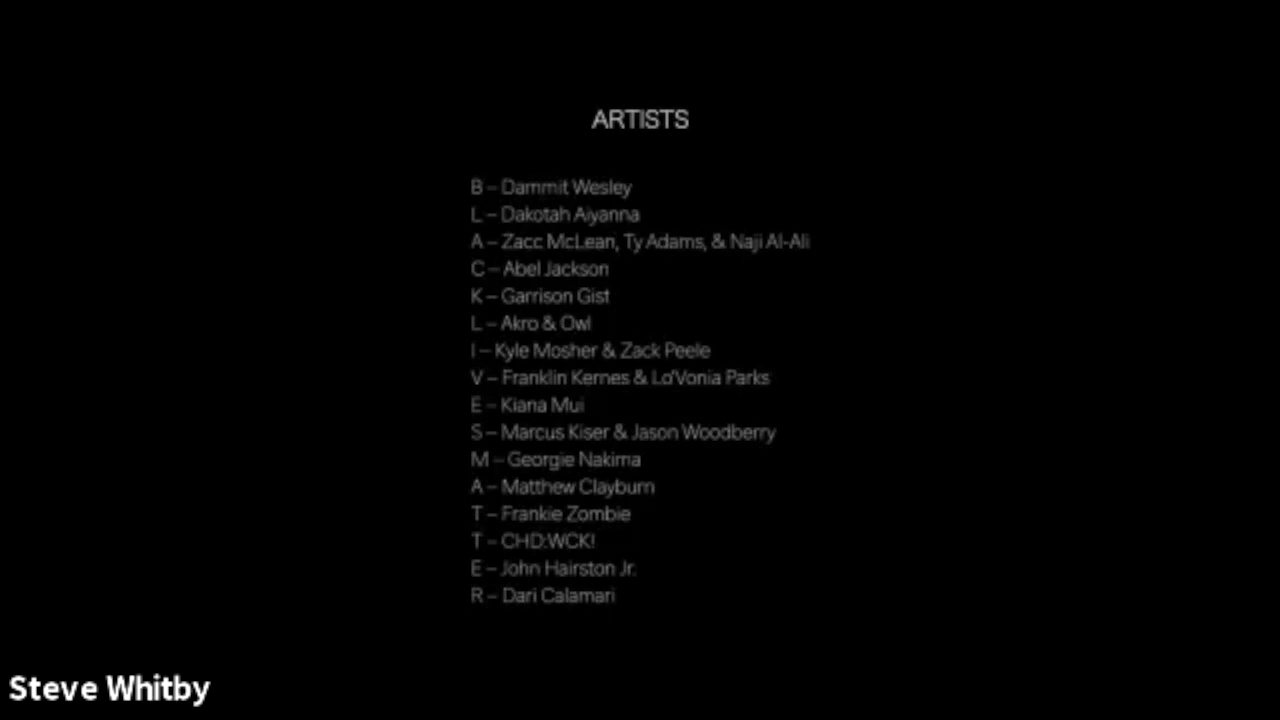 ARTISTS
B – Dammit Wesley
L – Dakotah Aiyanna
A – Zacc McLean, Ty Adams, & Naji Al-Ali
C – Abel Jackson
K – Garrison Gist
L – Akro & Owl
I – Kyle Mosher & Zack Peele
V – Franklin Kernes & Lo'Vonia Parks
E – Kiana Mui
S – Marcus Kiser & Jason Woodberry
M – Georgie Nakima
A – Matthew Clayburn
T – Frankie Zombie
T – CHD:WCK!
E – John Hairston Jr.
R – Dari Calamari
Steve Whitby